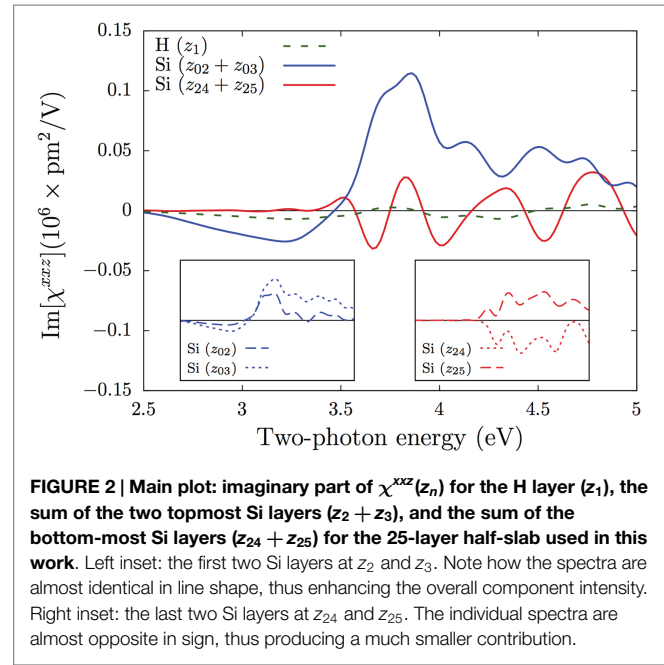 H (z₁)
Si (z₀₂ + z₀₃)
Si (z₂₄ + z₂₅)
0.15
0.1
0.05
0
−0.05
−0.1
−0.15
Im[χˣˣᶻ](10⁶ × pm²/V)
Si (z₀₂)
Si (z₀₃)
Si (z₂₄)
Si (z₂₅)
2.5 3 3.5 4 4.5 5
Two-photon energy (eV)
FIGURE 2 | Main plot: imaginary part of χˣˣᶻ(zₙ) for the H layer (z₁), the
sum of the two topmost Si layers (z₂ + z₃), and the sum of the
bottom-most Si layers (z₂₄ + z₂₅) for the 25-layer half-slab used in this
work. Left inset: the first two Si layers at z₂ and z₃. Note how the spectra are
almost identical in line shape, thus enhancing the overall component intensity.
Right inset: the last two Si layers at z₂₄ and z₂₅. The individual spectra are
almost opposite in sign, thus producing a much smaller contribution.